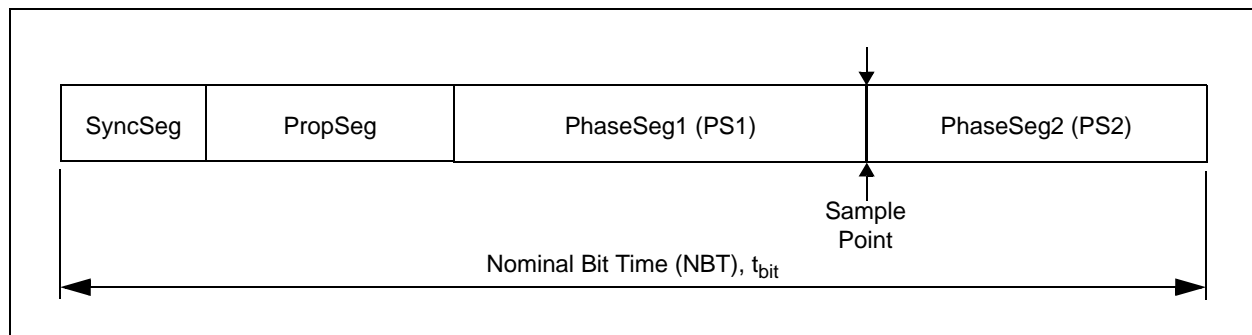 SyncSeg PropSeg PhaseSeg1 (PS1) PhaseSeg2 (PS2)
Sample
Point
Nominal Bit Time (NBT), tbit